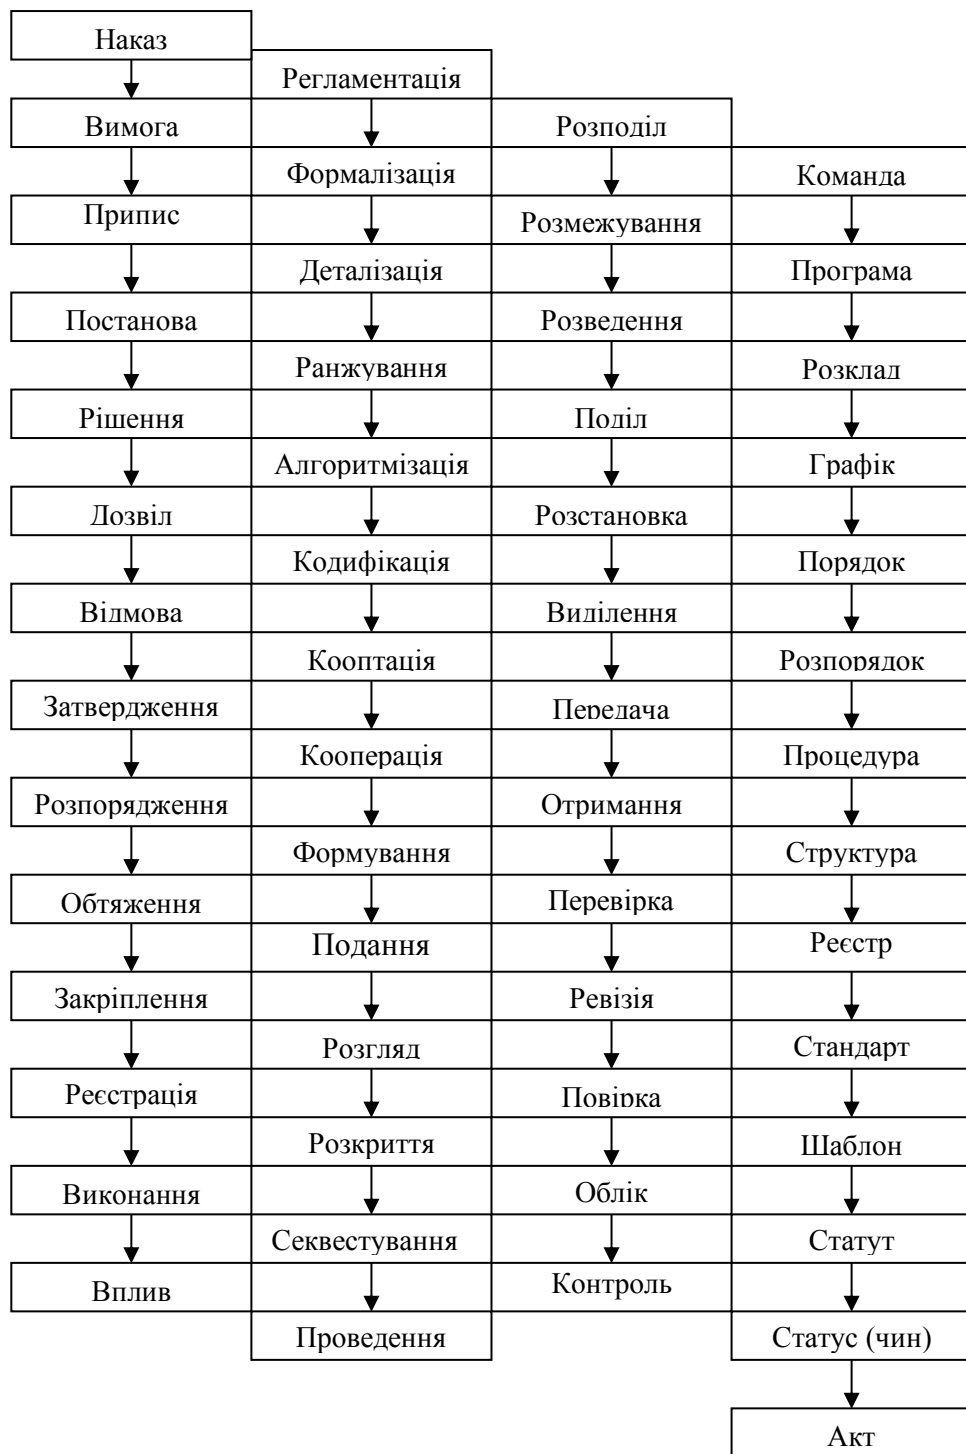 Наказ
Вимога
Припис
Постанова
Рішення
Дозвіл
Відмова
Затвердження
Розпорядження
Обтяження
Закріплення
Реєстрація
Виконання
Вплив
Регламентація
Формалізація
Деталізація
Ранжування
Алгоритмізація
Кодифікація
Кооптація
Кооперація
Формування
Подання
Розгляд
Розкриття
Секвестування
Проведення
Розподіл
Розмежування
Розведення
Поділ
Розстановка
Виділення
Передача
Отримання
Перевірка
Ревізія
Повірка
Облік
Контроль
Команда
Програма
Розклад
Графік
Порядок
Розпорядок
Процедура
Структура
Реєстр
Стандарт
Шаблон
Статут
Статус (чин)
Акт